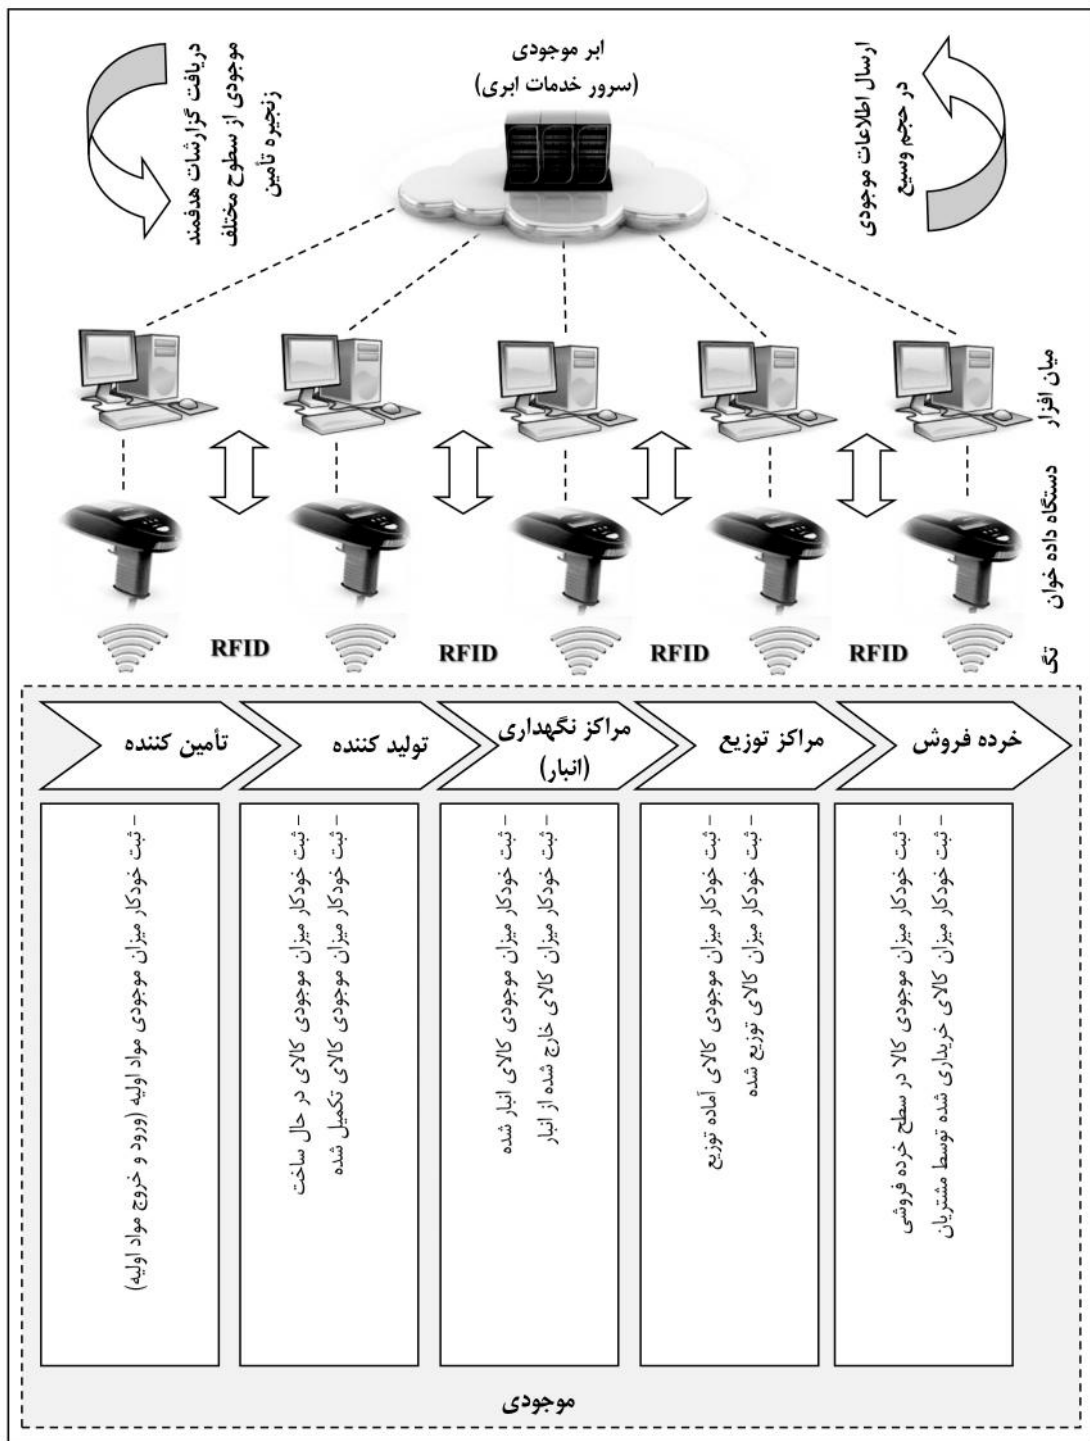 ابر موجودی
(سرور خدمات ابری)
ارسال اطلاعات موجودی
در حجم وسیع
دریافت گزارشات هدفمند
موجودی از سطوح مختلف
زنجیره تأمین
میان افزار
دستگاه داده خوان
تگ
RFID
RFID
RFID
RFID
خرده فروش
مراکز توزیع
مراکز نگهداری
(انبار)
تولید کننده
تأمین کننده
– ثبت خودکار میزان موجودی کالا در سطح خرده فروشی
– ثبت خودکار میزان کالای خریداری شده توسط مشتریان
– ثبت خودکار میزان موجودی کالای آماده توزیع
– ثبت خودکار میزان کالای توزیع شده
– ثبت خودکار میزان موجودی کالای انبار شده
– ثبت خودکار میزان کالای خارج شده از انبار
– ثبت خودکار میزان موجودی کالای در حال ساخت
– ثبت خودکار میزان موجودی کالای تکمیل شده
– ثبت خودکار میزان موجودی مواد اولیه (ورود و خروج مواد اولیه)
موجودی